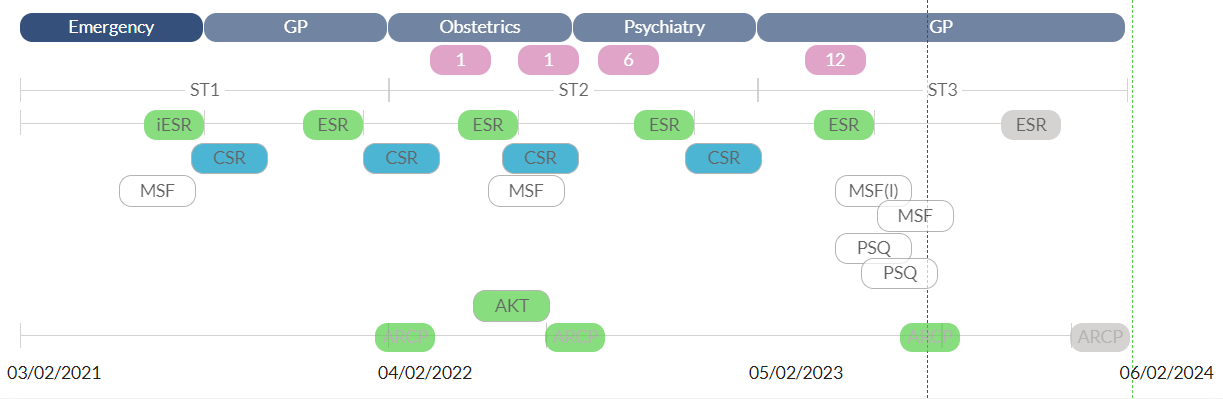 Emergency GP Obstetrics Psychiatry GP
1 1 6 12
ST1 ST2 ST3
iESR ESR ESR ESR ESR ESR
CSR CSR CSR CSR
MSF MSF MSF(l)
MSF
PSQ
PSQ
AKT
ARCP ARCP ARCP ARCP
03/02/2021 04/02/2022 05/02/2023 06/02/2024